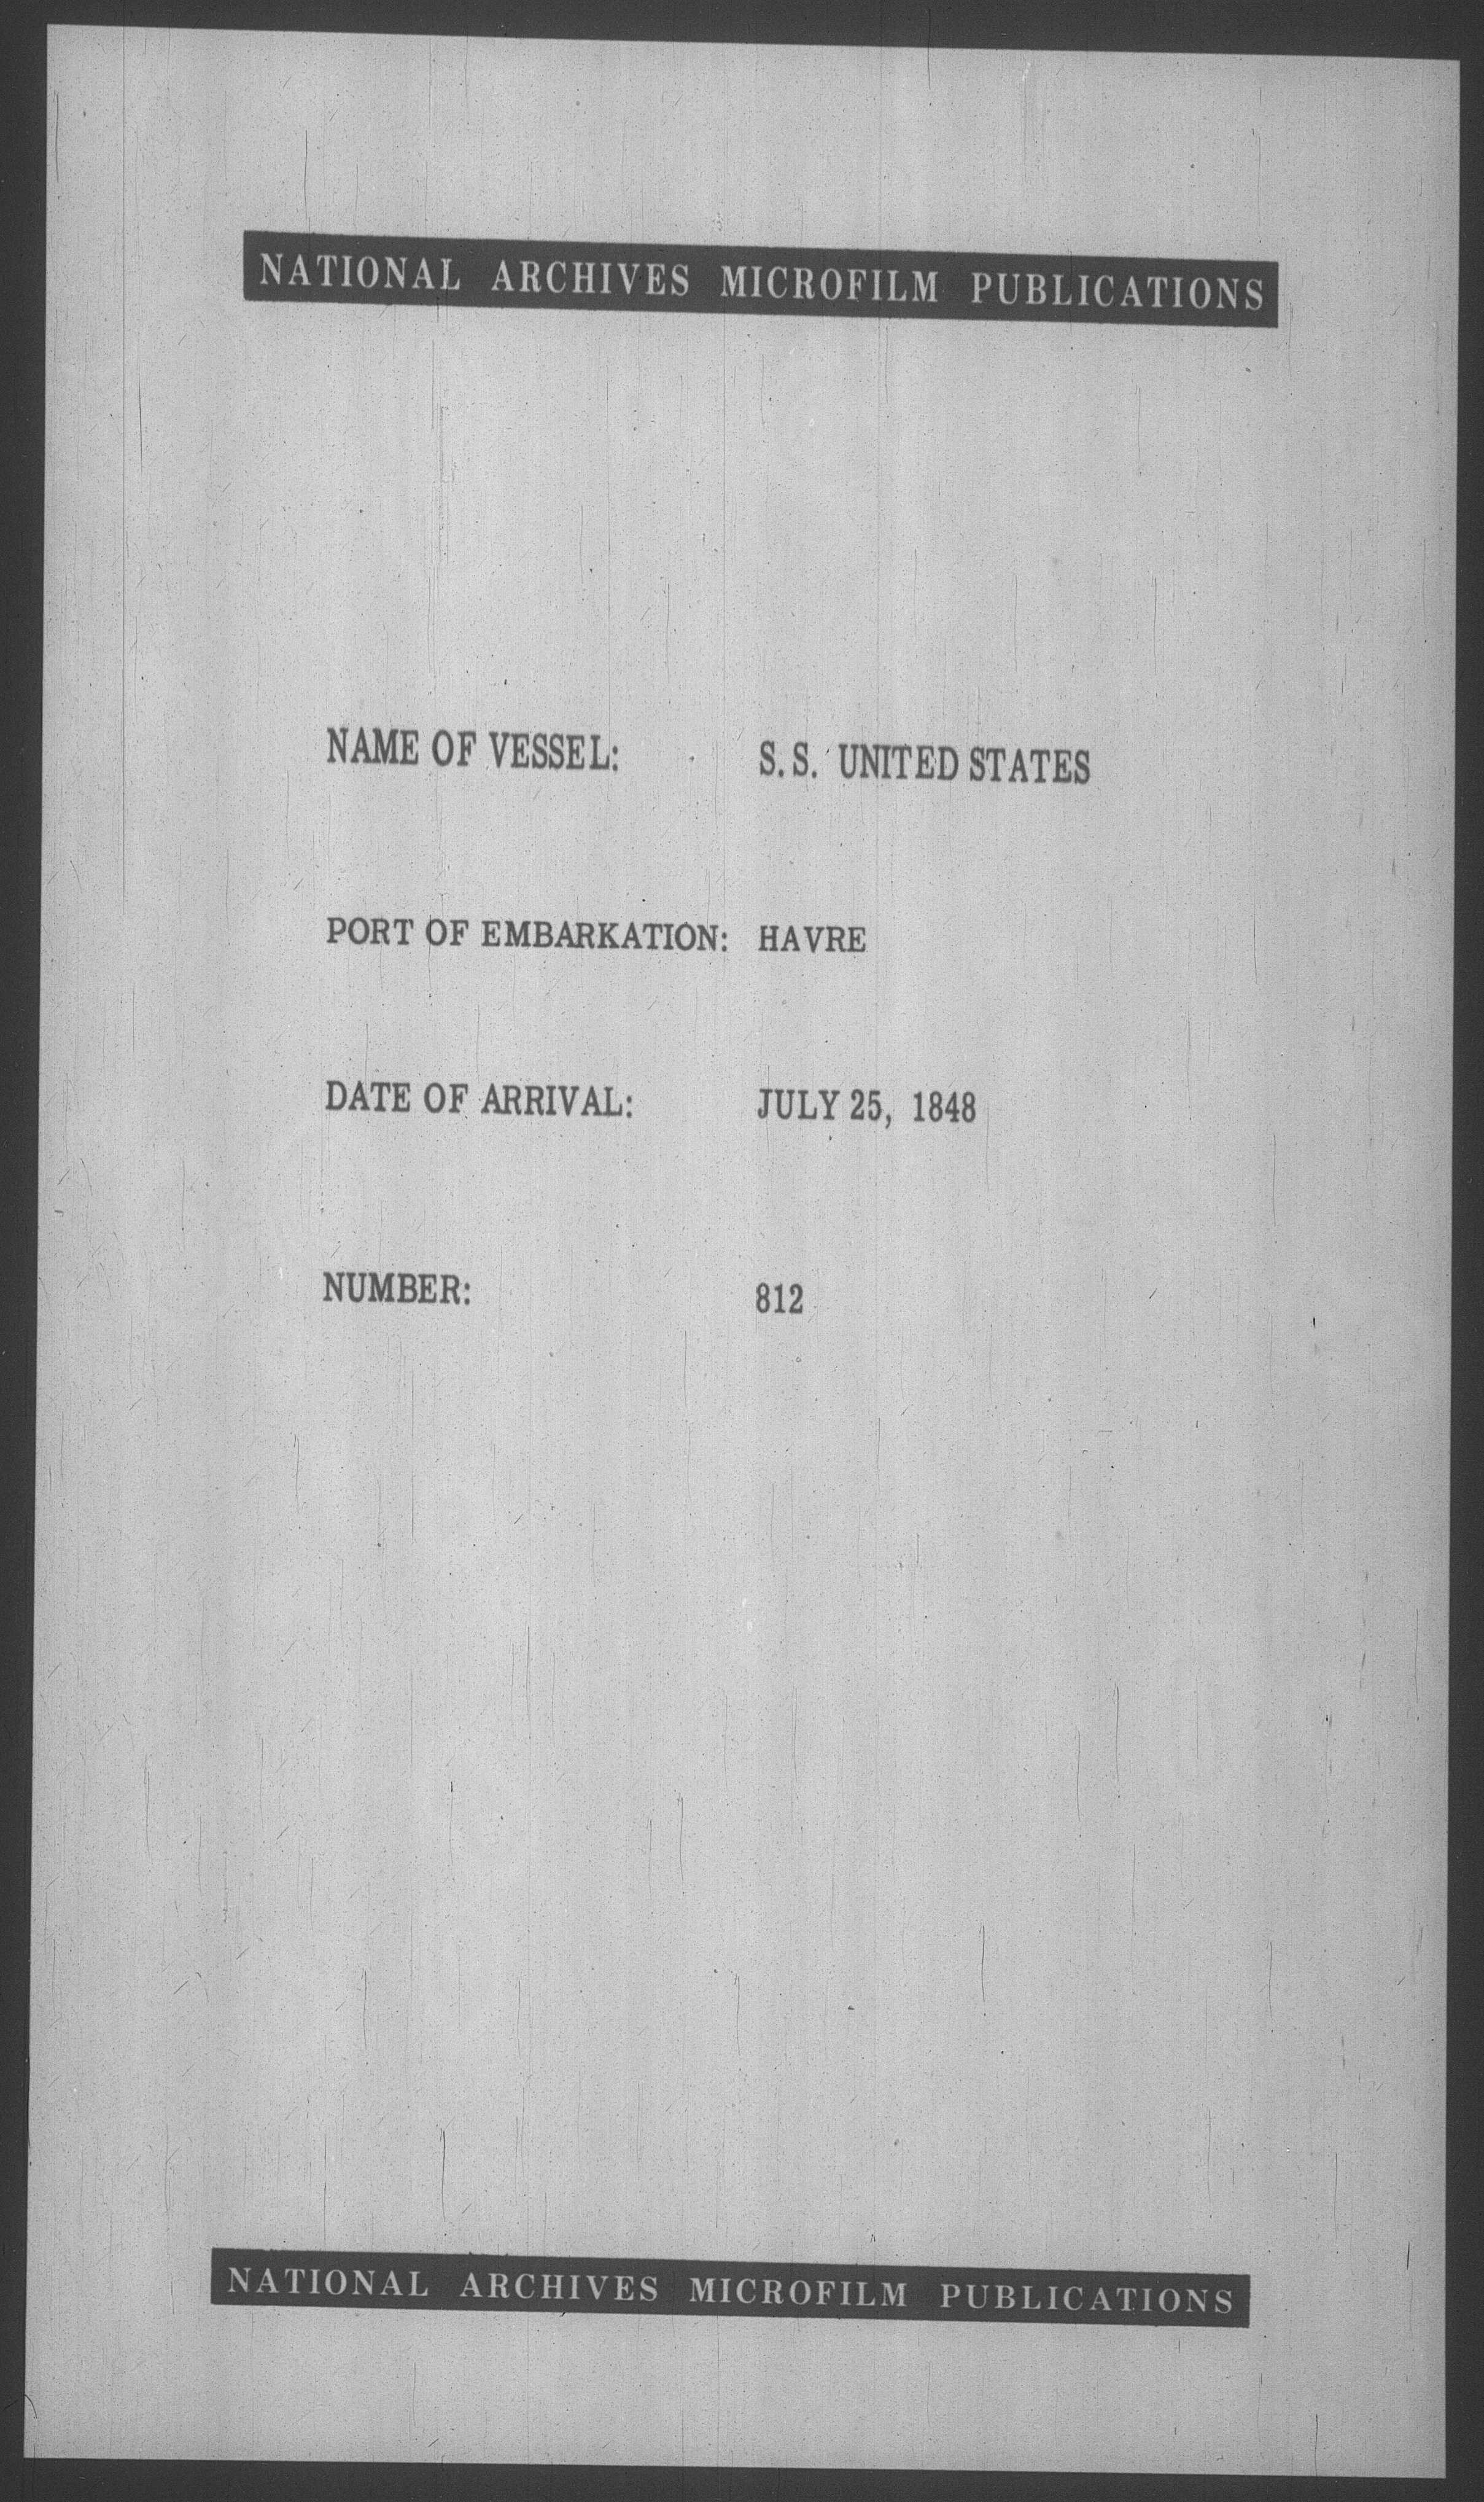 NATIONAL ARCHIVES MICROFILM PUBLICATIONS
NAME OF VESSEL: S. S. UNITED STATES
PORT OF EMBARKATION: HAVRE
DATE OF ARRIVAL: JULY 25, 1848
NUMBER: 812
NATIONAL ARCHIVES MICROFILM PUBLICATIONS